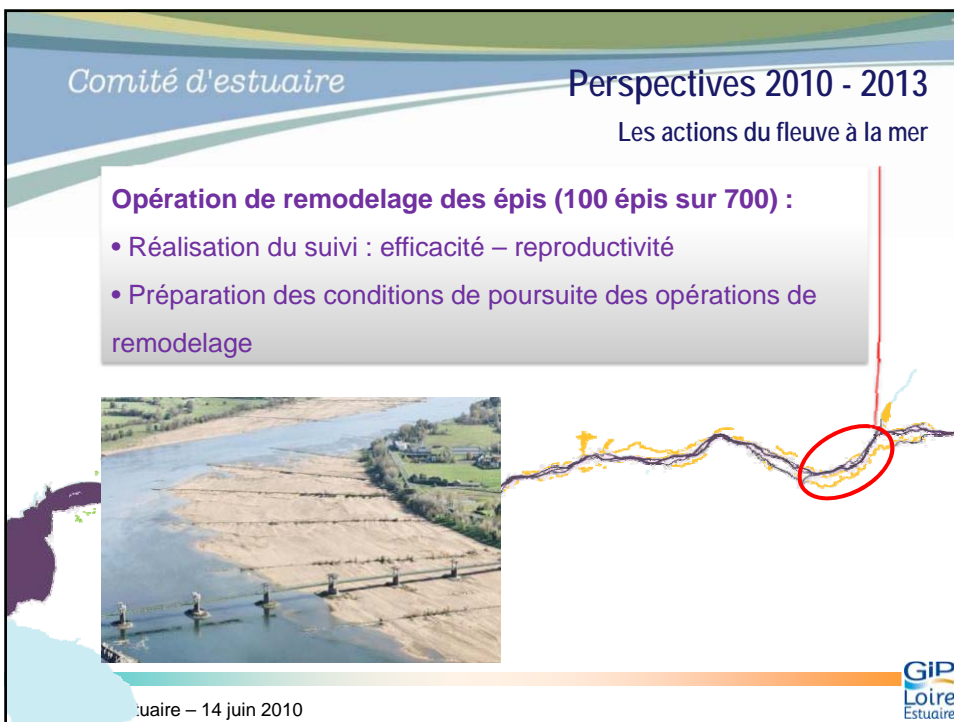 Comité d'estuaire
Perspectives 2010 - 2013
Les actions du fleuve à la mer
Opération de remodelage des épis (100 épis sur 700) :
• Réalisation du suivi : efficacité – reproductivité
• Préparation des conditions de poursuite des opérations de
remodelage
tuaire – 14 juin 2010
GIP
Loire
Estuaire